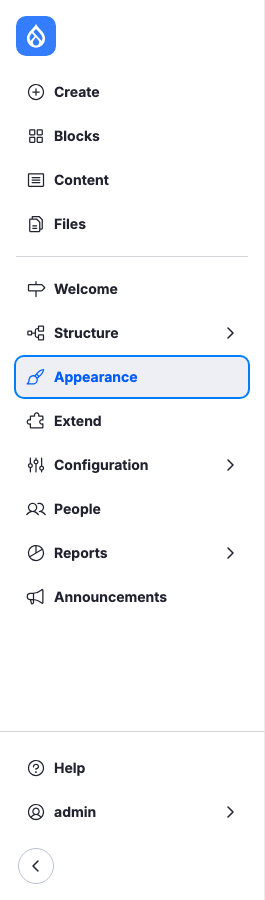 Create
Blocks
Content
Files
Welcome
Structure
Appearance
Extend
Configuration
People
Reports
Announcements
Help
admin